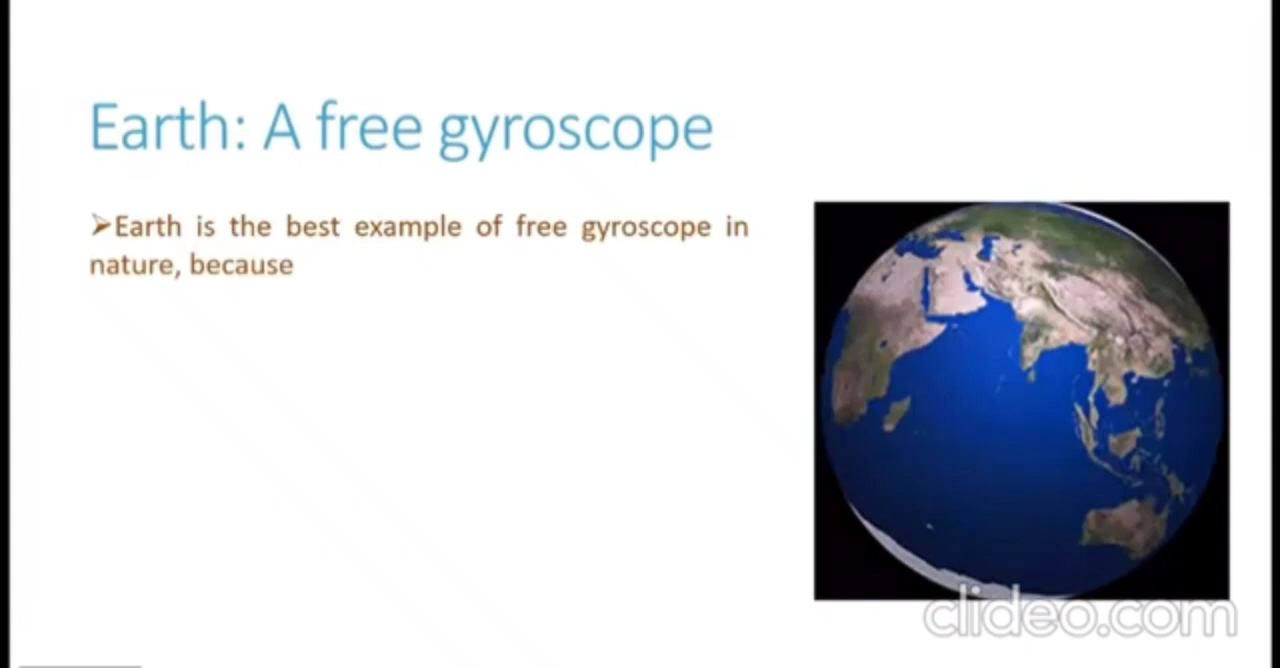 Earth: A free gyroscope
➢Earth is the best example of free gyroscope in
nature, because
clideo.com